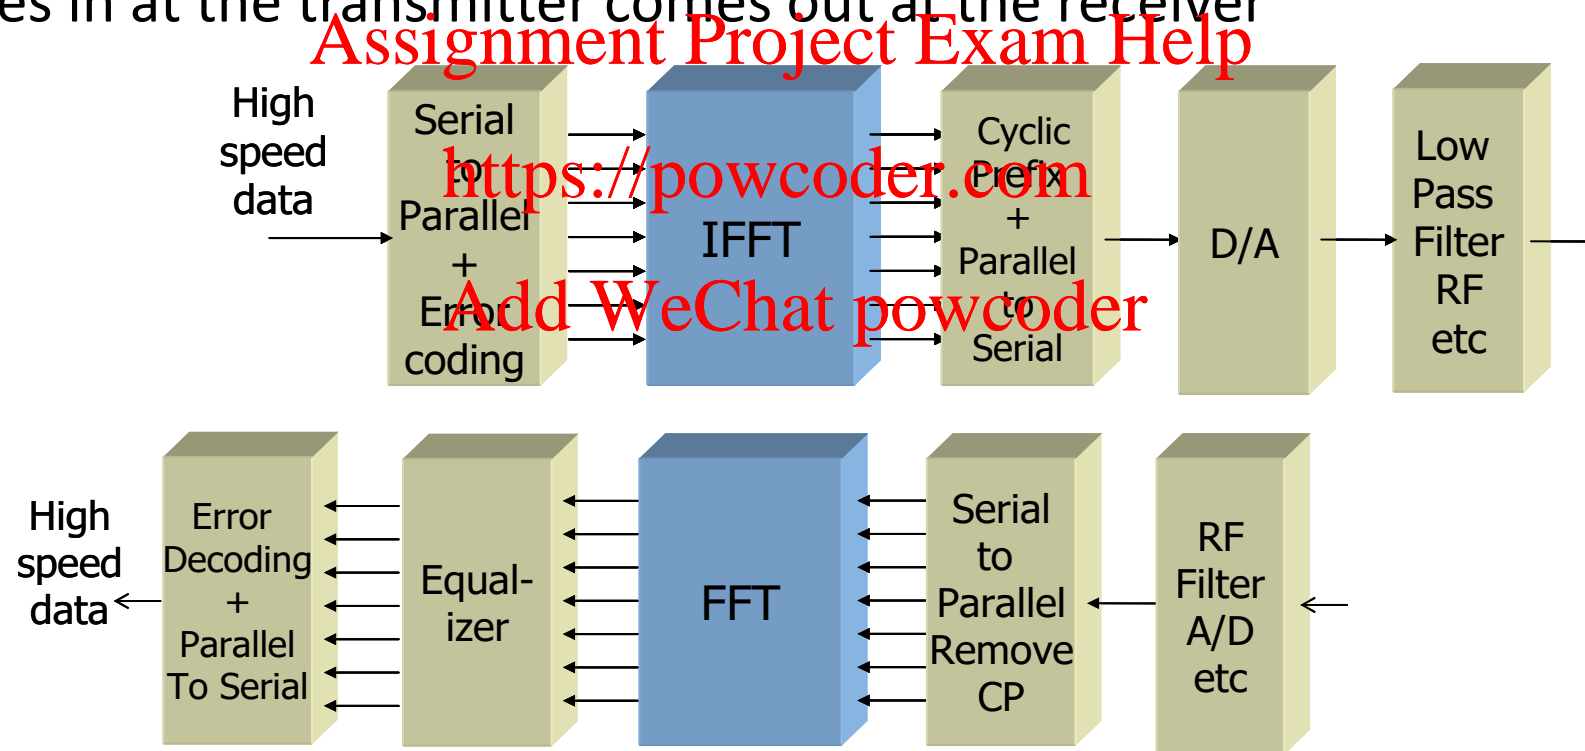 es in at the transmitter comes out at the receiver
Assignment Project Exam Help
https://powcoder.com
Add WeChat powcoder
High
speed
data
Serial
to
Parallel
+
Error
coding
IFFT
Cyclic
Prefix
+
Parallel
to
Serial
D/A
Low
Pass
Filter
RF
etc
High
speed
data
Error
Decoding
+
Parallel
To Serial
Equal-
izer
FFT
Serial
to
Parallel
Remove
CP
RF
Filter
A/D
etc